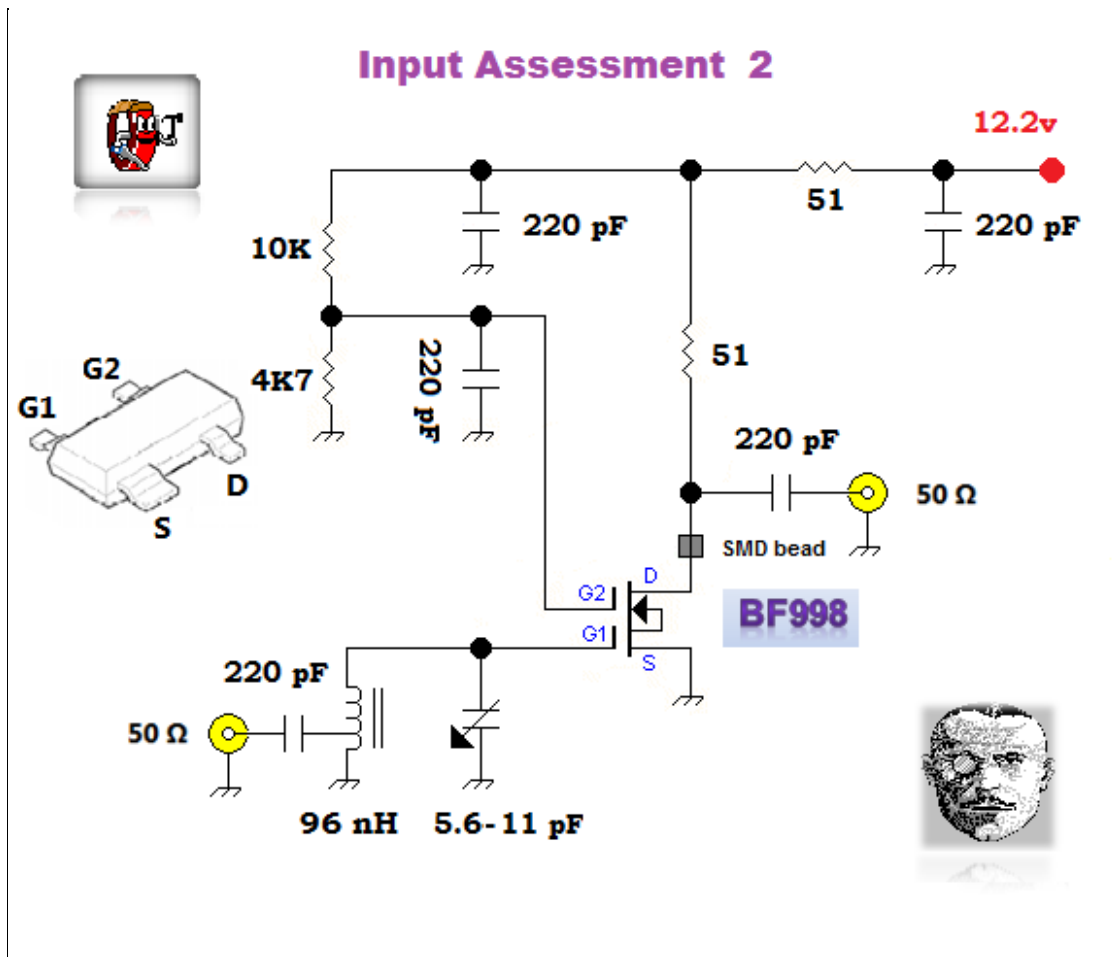 Input Assessment 2
12.2v
51
220 pF
220 pF
10K
51
220 pF
4K7
G2
G1
D
S
220 pF
50 Ω
SMD bead
D
G2
BF998
G1
S
220 pF
50 Ω
96 nH
5.6-11 pF